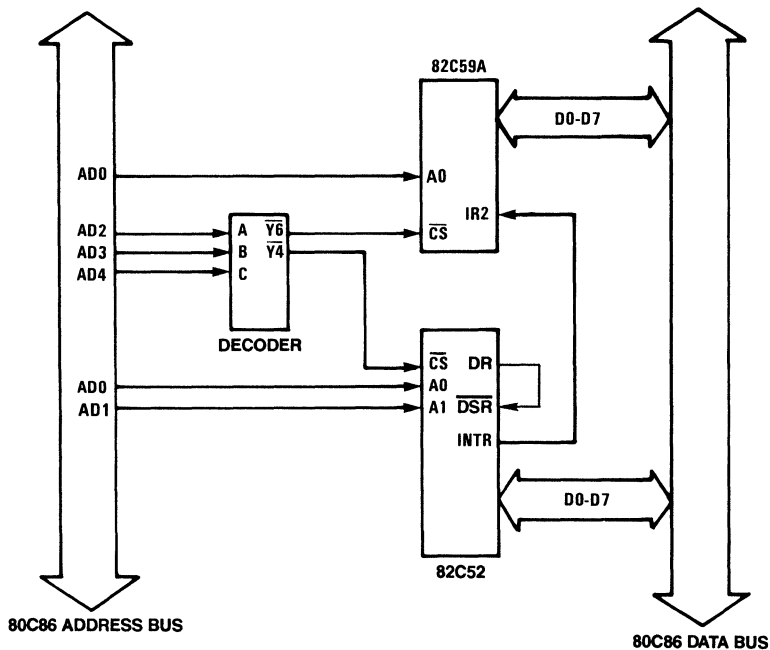 82C59A
D0-D7
AD0
A0
IR2
AD2
A
Y6
CS
AD3
B
Y4
AD4
C
DECODER
CS
DR
AD0
A0
AD1
A1
DSR
INTR
D0-D7
82C52
80C86 ADDRESS BUS
80C86 DATA BUS